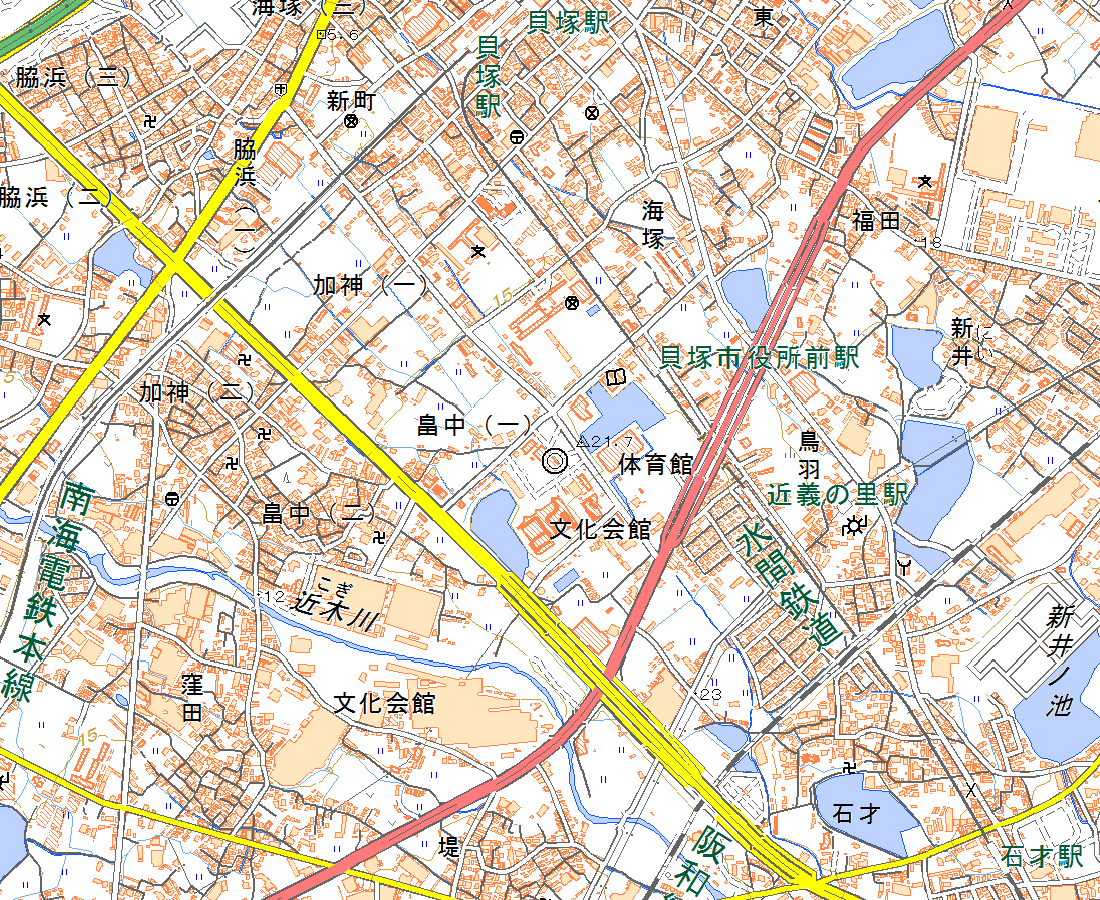 海塚（二）
貝塚駅
東
5.6
貝塚駅
脇浜（三）
新町
脇浜（一）
脇浜（二）
海塚
福田
18
加神（一）
15
新井
貝塚市役所前駅
5
加神（三）
畠中（一）
21.7
鳥羽
体育館
近義の里駅
南海電鉄本線
畠中（二）
文化会館
水間鉄道
12
こぎ
近木川
新井ノ池
窪田
文化会館
23
15
石才
堤
阪和
石才駅